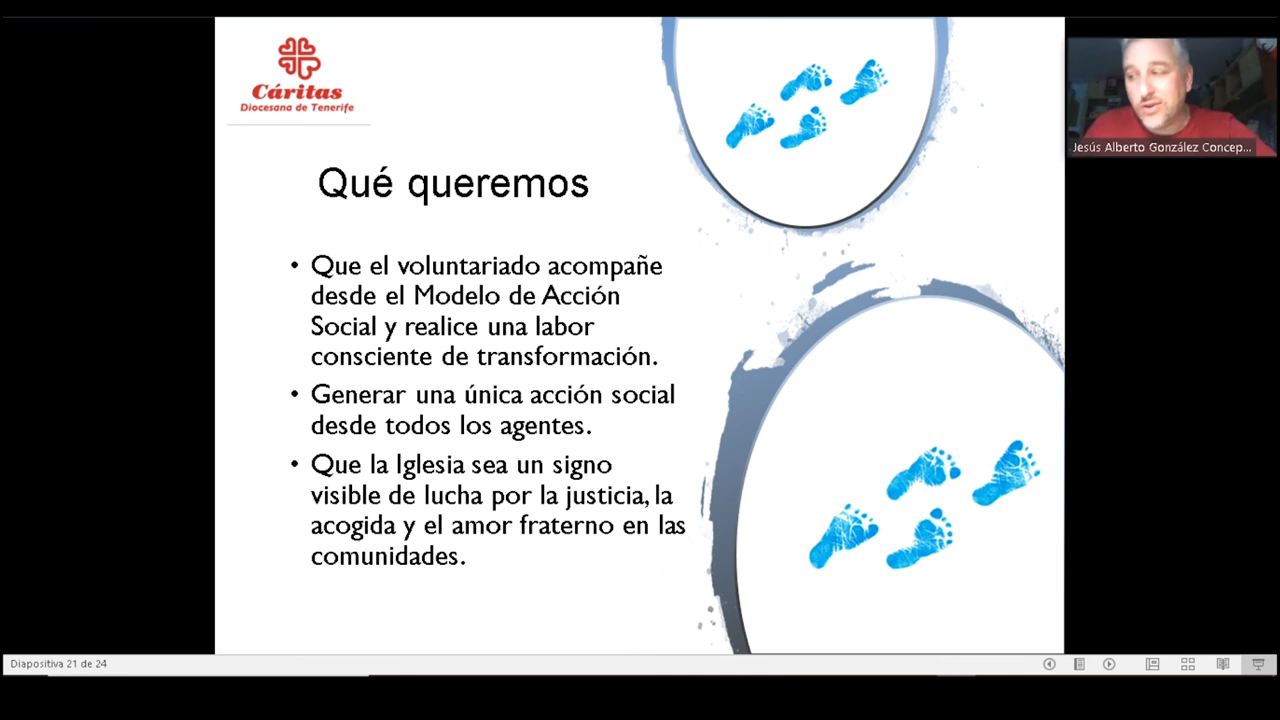 Cáritas
Diocesana de Tenerife
Jesús Alberto González Concep...
Qué queremos
• Que el voluntariado acompañe
desde el Modelo de Acción
Social y realice una labor
consciente de transformación.
• Generar una única acción social
desde todos los agentes.
• Que la Iglesia sea un signo
visible de lucha por la justicia, la
acogida y el amor fraterno en las
comunidades.
Diapositiva 21 de 24